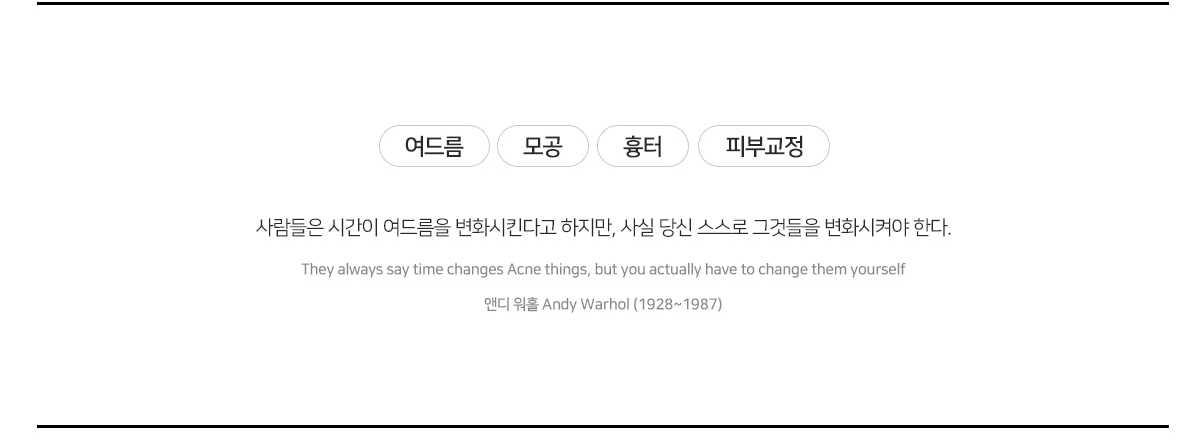 여드름 모공 흉터 피부교정
사람들은 시간이 여드름을 변화시킨다고 하지만, 사실 당신 스스로 그것들을 변화시켜야 한다.
They always say time changes Acne things, but you actually have to change them yourself
앤디 워홀 Andy Warhol (1928~1987)